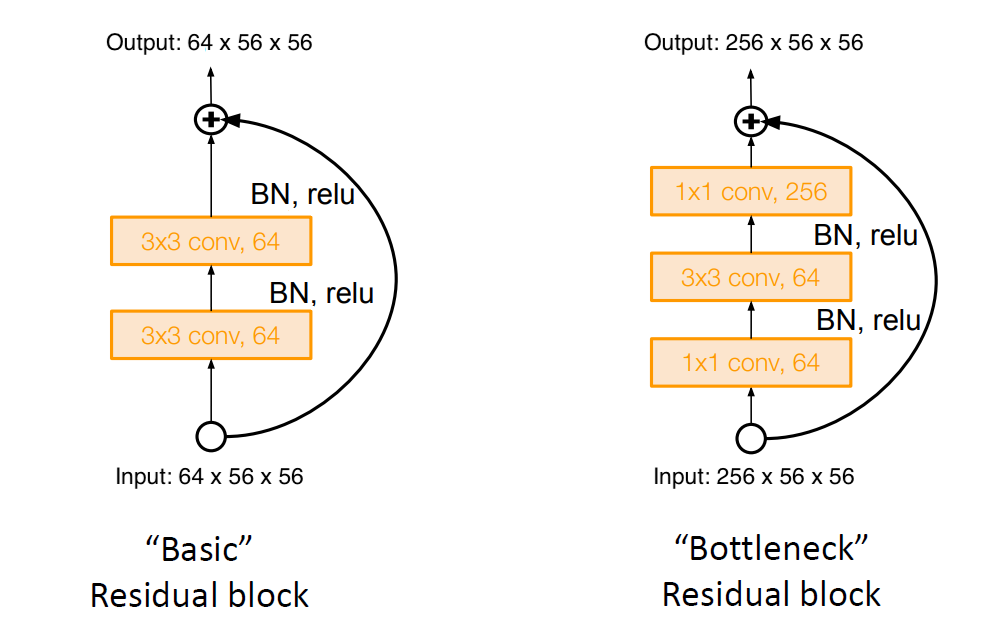 Output: 64 x 56 x 56
BN, relu
3x3 conv, 64
BN, relu
3x3 conv, 64
Input: 64 x 56 x 56
“Basic”
Residual block
Output: 256 x 56 x 56
1x1 conv, 256
BN, relu
3x3 conv, 64
BN, relu
1x1 conv, 64
Input: 256 x 56 x 56
“Bottleneck”
Residual block